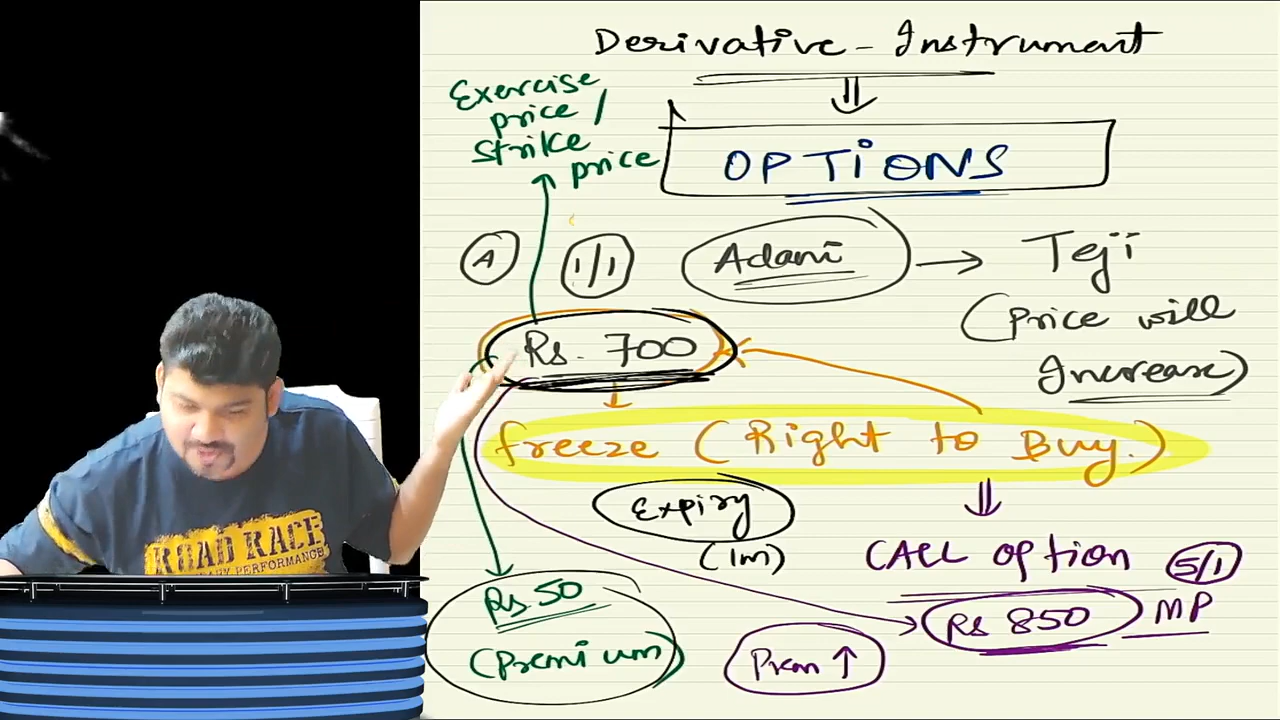 Derivative - Instrument
⇓
Exercise
price /
Strike
price
OPTIONS
A
1/1
Adani → Teji
(Price will
Increase)
Rs. 700
freeze (Right to Buy.)
Expiry
(1m)
CALL option
5/1
Rs 850 MP
Rs 50
(Premium)
Prem ↑
ROAD RACE
PERFORMANCE